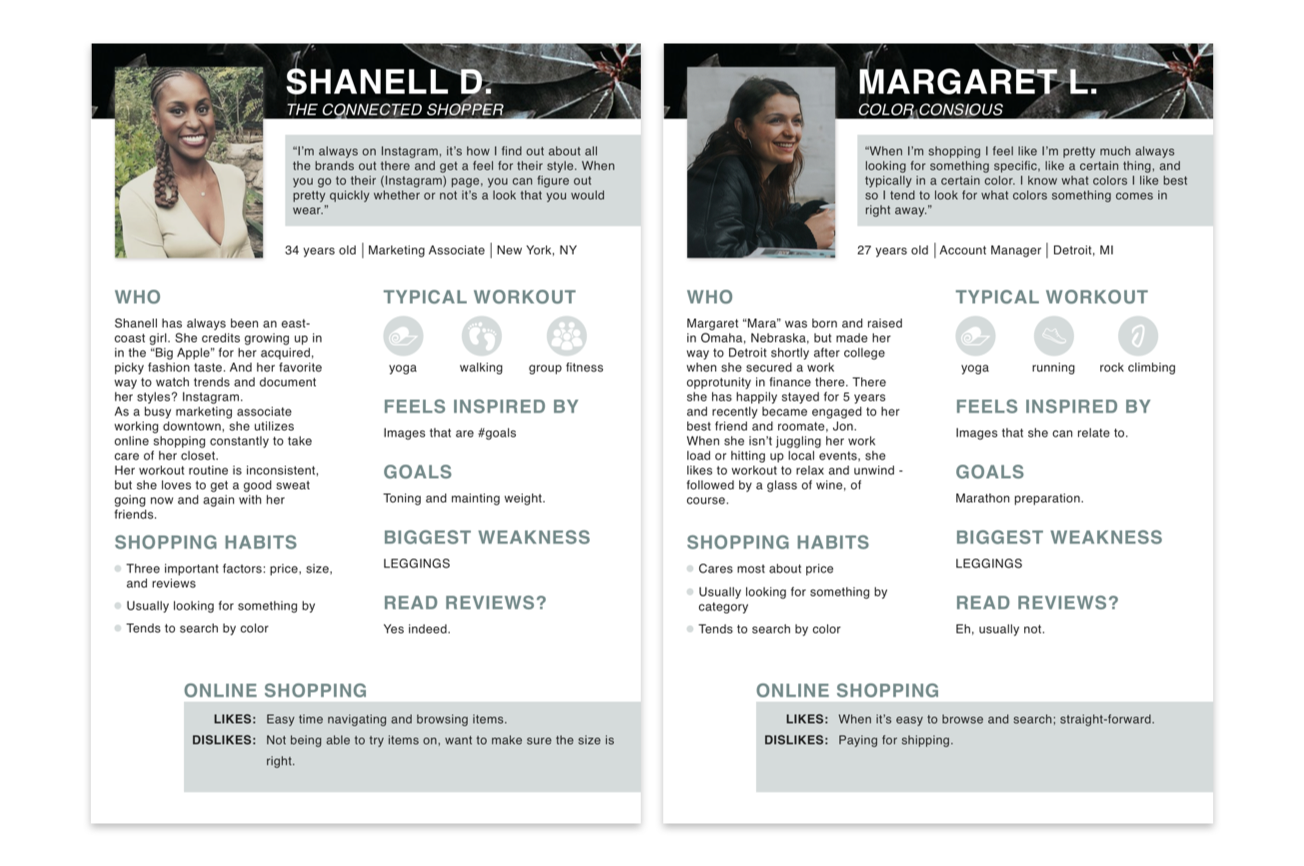 SHANELL D.
THE CONNECTED SHOPPER
“I’m always on Instagram, it’s how I find out about all
the brands out there and get a feel for their style. When
you go to their (Instagram) page, you can figure out
pretty quickly whether or not it’s a look that you would
wear.”
34 years old | Marketing Associate | New York, NY
WHO
Shanell has always been an east-
coast girl. She credits growing up in
in the “Big Apple” for her acquired,
picky fashion taste. And her favorite
way to watch trends and document
her styles? Instagram.
As a busy marketing associate
working downtown, she utilizes
online shopping constantly to take
care of her closet.
Her workout routine is inconsistent,
but she loves to get a good sweat
going now and again with her
friends.
SHOPPING HABITS
Three important factors: price, size,
and reviews
Usually looking for something by
Tends to search by color
TYPICAL WORKOUT
yoga walking group fitness
FEELS INSPIRED BY
Images that are #goals
GOALS
Toning and mainting weight.
BIGGEST WEAKNESS
LEGGINGS
READ REVIEWS?
Yes indeed.
ONLINE SHOPPING
LIKES: Easy time navigating and browsing items.
DISLIKES: Not being able to try items on, want to make sure the size is
right.
MARGARET L.
COLOR CONSIOUS
“When I’m shopping I feel like I’m pretty much always
looking for something specific, like a certain thing, and
typically in a certain color. I know what colors I like best
so I tend to look for what colors something comes in
right away.”
27 years old | Account Manager | Detroit, MI
WHO
Margaret “Mara” was born and raised
in Omaha, Nebraska, but made her
way to Detroit shortly after college
when she secured a work
opprotunity in finance there. There
she has happily stayed for 5 years
and recently became engaged to her
best friend and roomate, Jon.
When she isn’t juggling her work
load or hitting up local events, she
likes to workout to relax and unwind -
followed by a glass of wine, of
course.
SHOPPING HABITS
Cares most about price
Usually looking for something by
category
Tends to search by color
TYPICAL WORKOUT
yoga running rock climbing
FEELS INSPIRED BY
Images that she can relate to.
GOALS
Marathon preparation.
BIGGEST WEAKNESS
LEGGINGS
READ REVIEWS?
Eh, usually not.
ONLINE SHOPPING
LIKES: When it’s easy to browse and search; straight-forward.
DISLIKES: Paying for shipping.